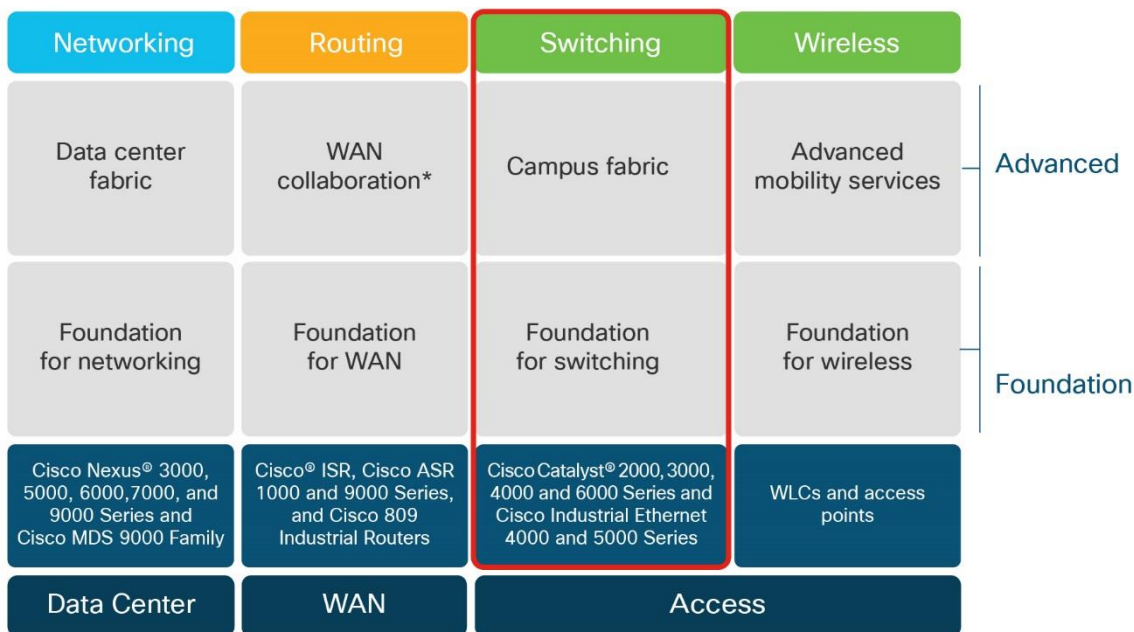 Networking
Routing
Switching
Wireless
Data center
fabric
WAN
collaboration*
Campus fabric
Advanced
mobility services
Advanced
Foundation
for networking
Foundation
for WAN
Foundation
for switching
Foundation
for wireless
Foundation
Cisco Nexus® 3000,
5000, 6000,7000, and
9000 Series and
Cisco MDS 9000 Family
Cisco® ISR, Cisco ASR
1000 and 9000 Series,
and Cisco 809
Industrial Routers
Cisco Catalyst® 2000, 3000,
4000 and 6000 Series and
Cisco Industrial Ethernet
4000 and 5000 Series
WLCs and access
points
Data Center
WAN
Access